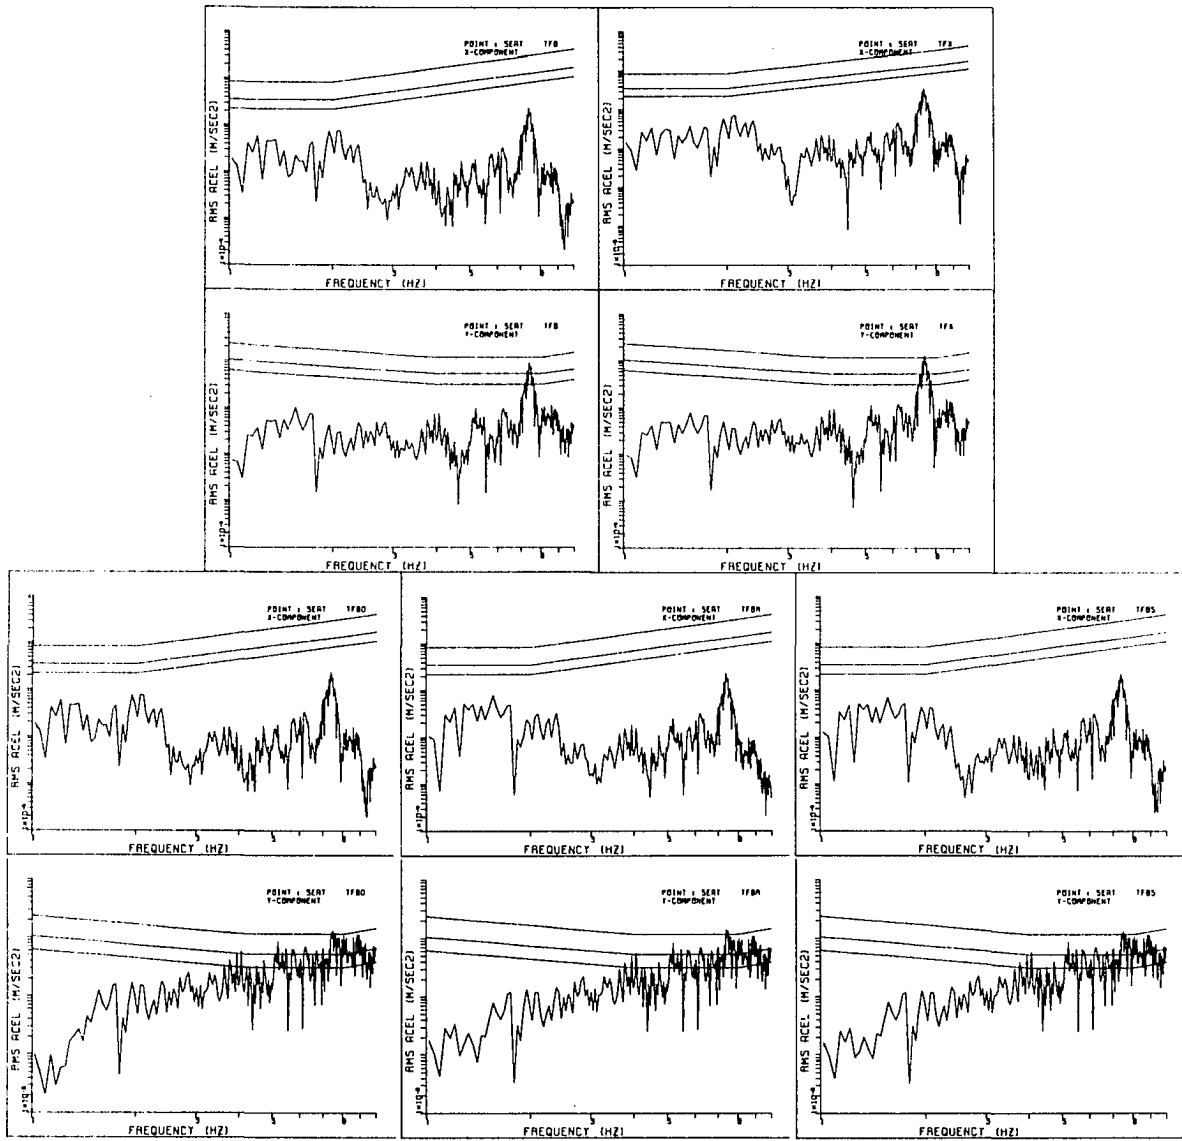 POINT : SEAT TFB
X-COMPONENT
RMS ACEL (M/SEC2)
FREQUENCY (HZ)
POINT : SEAT TFX
X-COMPONENT
RMS ACEL (M/SEC2)
FREQUENCY (HZ)
POINT : SEAT TFB
Y-COMPONENT
RMS ACEL (M/SEC2)
FREQUENCY (HZ)
POINT : SEAT TFX
Y-COMPONENT
RMS ACEL (M/SEC2)
FREQUENCY (HZ)
POINT : SEAT TFBO
X-COMPONENT
RMS ACEL (M/SEC2)
FREQUENCY (HZ)
POINT : SEAT TFBA
X-COMPONENT
RMS ACEL (M/SEC2)
FREQUENCY (HZ)
POINT : SEAT TFBS
X-COMPONENT
RMS ACEL (M/SEC2)
FREQUENCY (HZ)
POINT : SEAT TFBO
Y-COMPONENT
RMS ACEL (M/SEC2)
FREQUENCY (HZ)
POINT : SEAT TFBA
Y-COMPONENT
RMS ACEL (M/SEC2)
FREQUENCY (HZ)
POINT : SEAT TFBS
Y-COMPONENT
RMS ACEL (M/SEC2)
FREQUENCY (HZ)